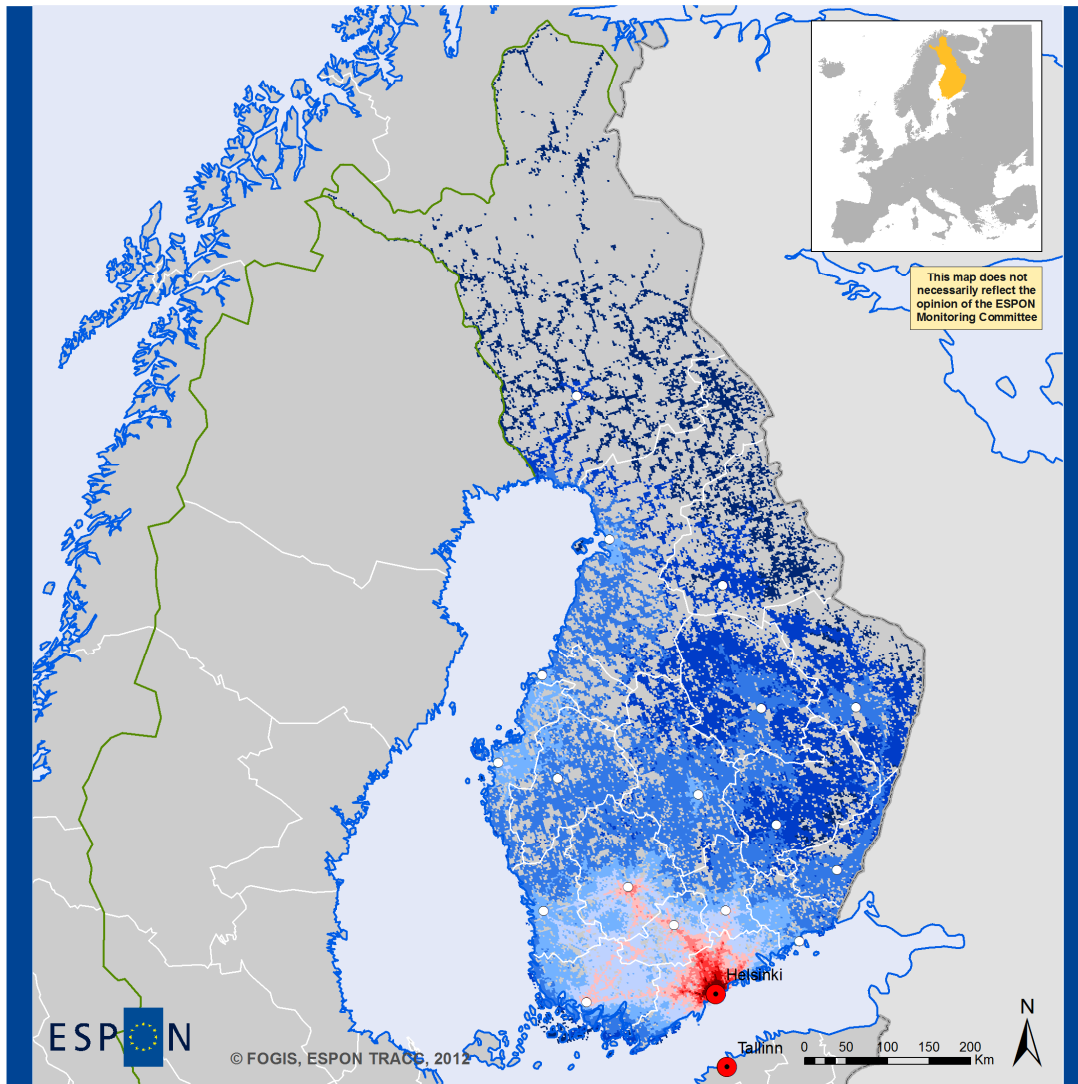 This map does not
necessarily reflect the
opinion of the ESPON
Monitoring Committee
Helsinki
N
ESPON
© FOGIS, ESPON TRACC, 2012
Tallinn
0 50 100 150 200
Km